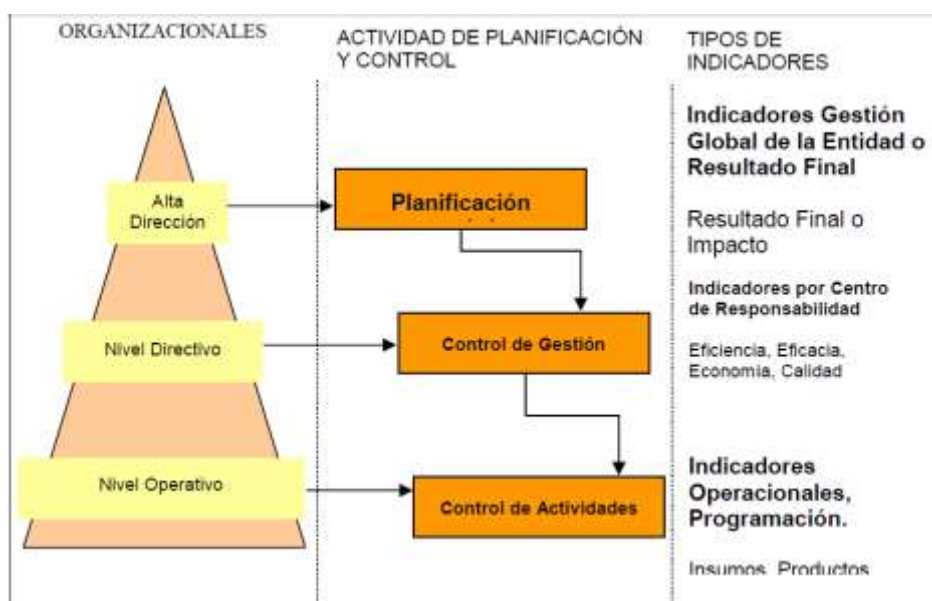 ORGANIZACIONALES
ACTIVIDAD DE PLANIFICACIÓN
Y CONTROL
TIPOS DE
INDICADORES
Alta
Dirección
Planificación
Indicadores Gestión
Global de la Entidad o
Resultado Final
Resultado Final o
Impacto
Nivel Directivo
Control de Gestión
Indicadores por Centro
de Responsabilidad
Eficiencia, Eficacia,
Economía, Calidad
Nivel Operativo
Control de Actividades
Indicadores
Operacionales,
Programación.
Insumos Productos